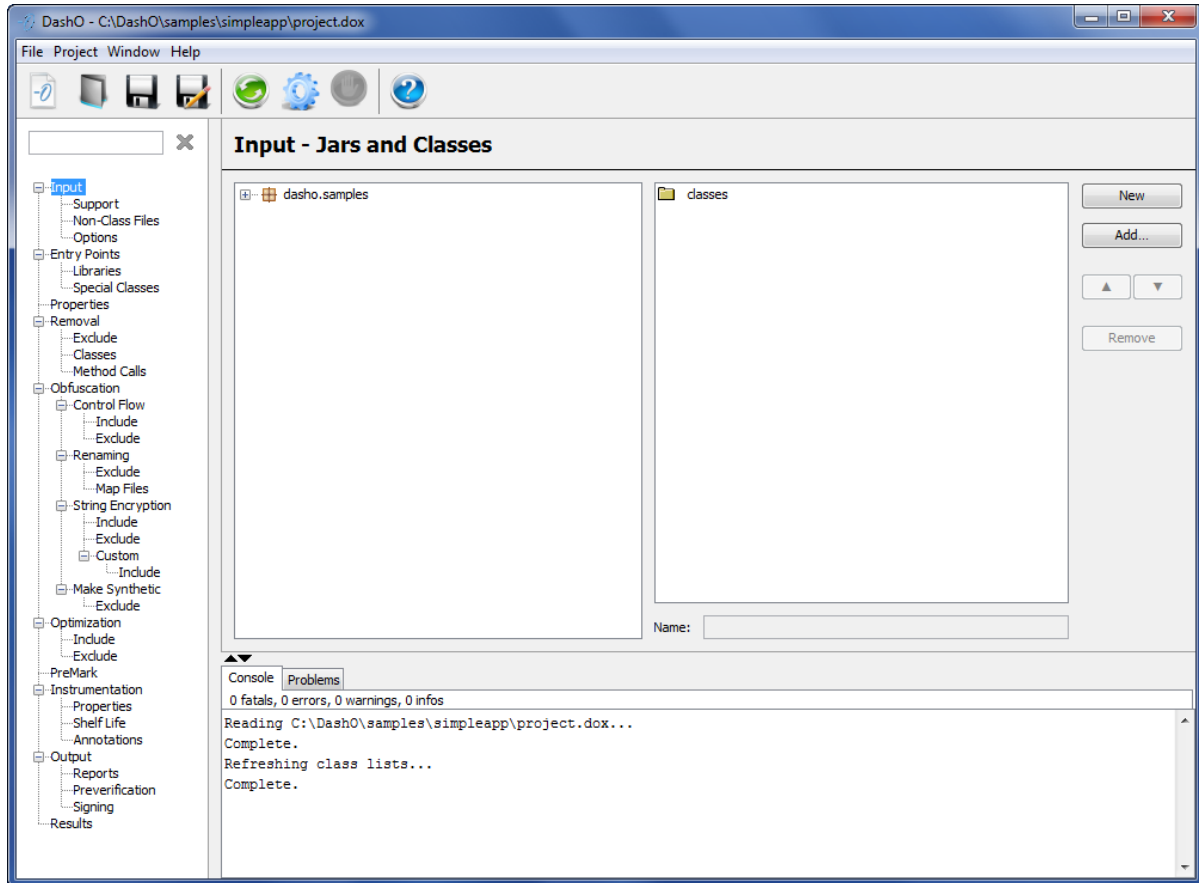 DashO - C:\DashO\samples\simpleapp\project.dox
File Project Window Help
Input - Jars and Classes
Input
Support
Non-Class Files
Options
Entry Points
Libraries
Special Classes
Properties
Removal
Exclude
Classes
Method Calls
Obfuscation
Control Flow
Include
Exclude
Renaming
Exclude
Map Files
String Encryption
Include
Exclude
Custom
Include
Make Synthetic
Exclude
Optimization
Include
Exclude
PreMark
Instrumentation
Properties
Shelf Life
Annotations
Output
Reports
Preverification
Signing
Results
dasho.samples
classes
New
Add...
Remove
Name:
Console Problems
0 fatals, 0 errors, 0 warnings, 0 infos
Reading C:\DashO\samples\simpleapp\project.dox...
Complete.
Refreshing class lists...
Complete.